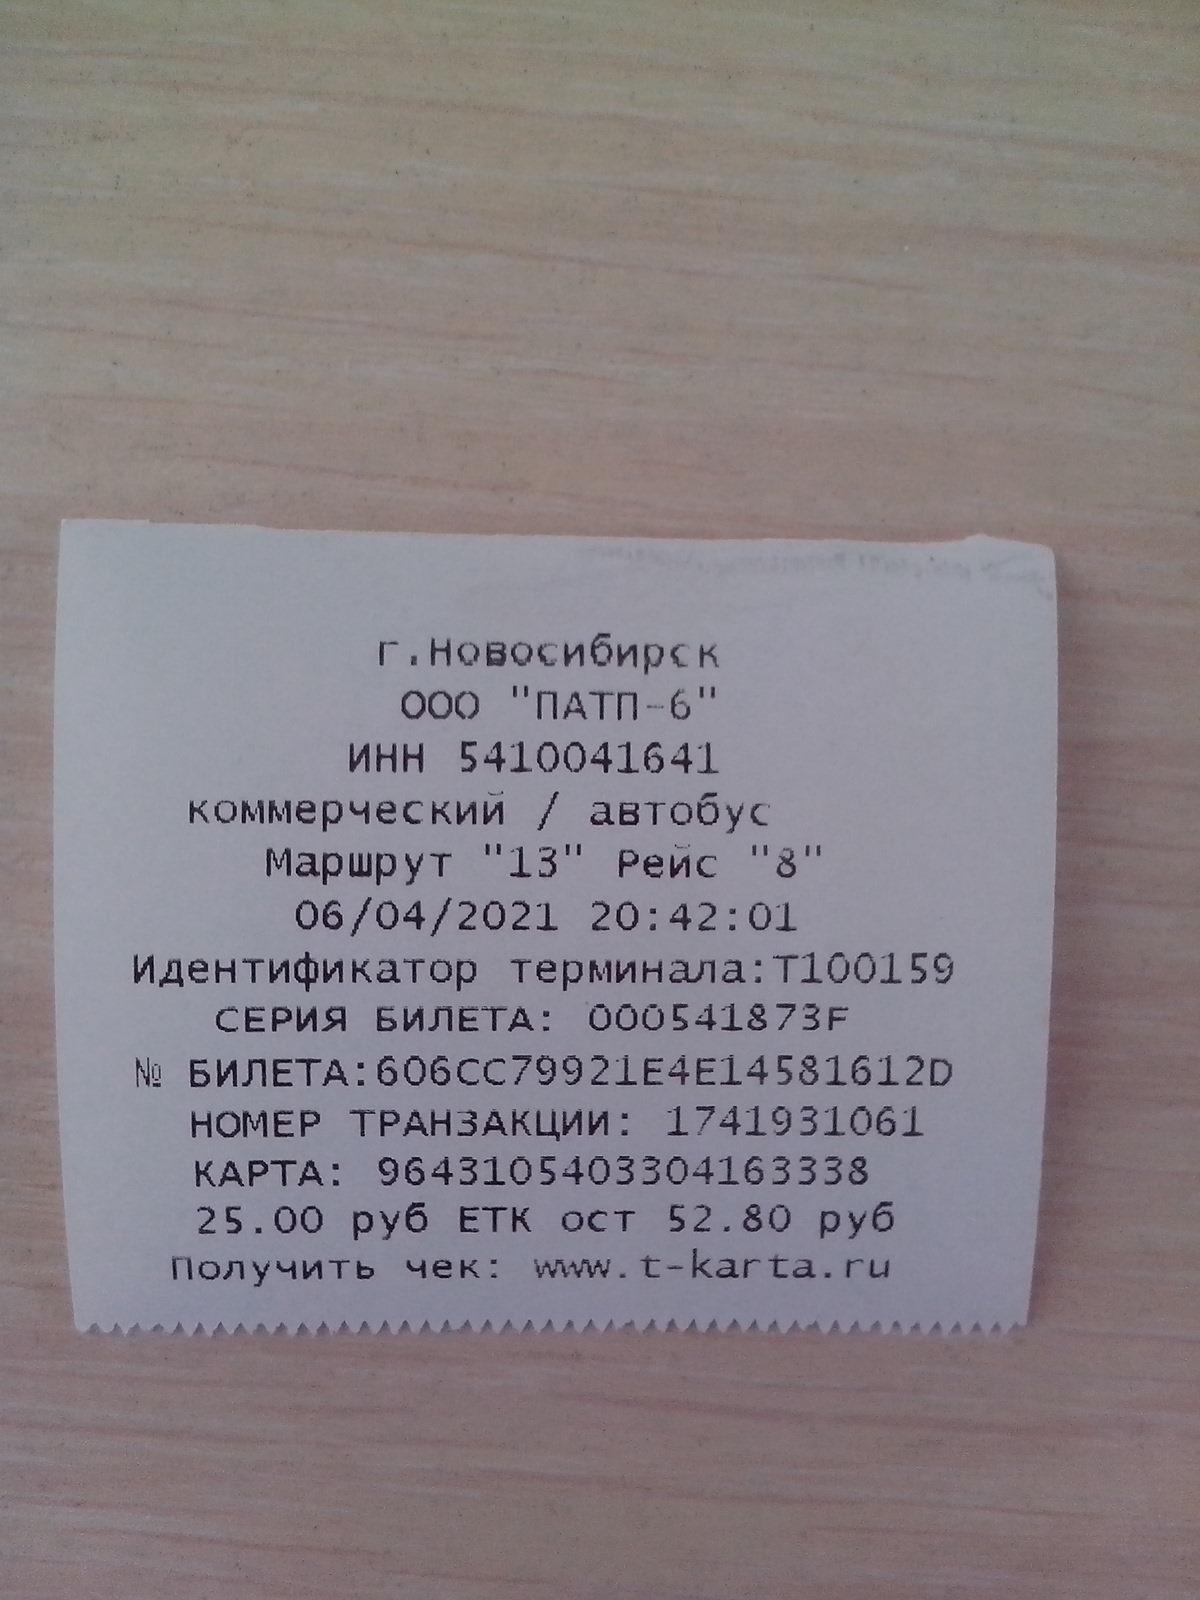 г.Новосибирск
ООО "ПАТП-6"
ИНН 5410041641
коммерческий / автобус
Маршрут "13" Рейс "8"
06/04/2021 20:42:01
Идентификатор терминала:Т100159
СЕРИЯ БИЛЕТА: 000541873F
№ БИЛЕТА:606CC79921E4E14581612D
НОМЕР ТРАНЗАКЦИИ: 1741931061
КАРТА: 9643105403304163338
25.00 руб ЕТК ост 52.80 руб
Получить чек: www.t-karta.ru